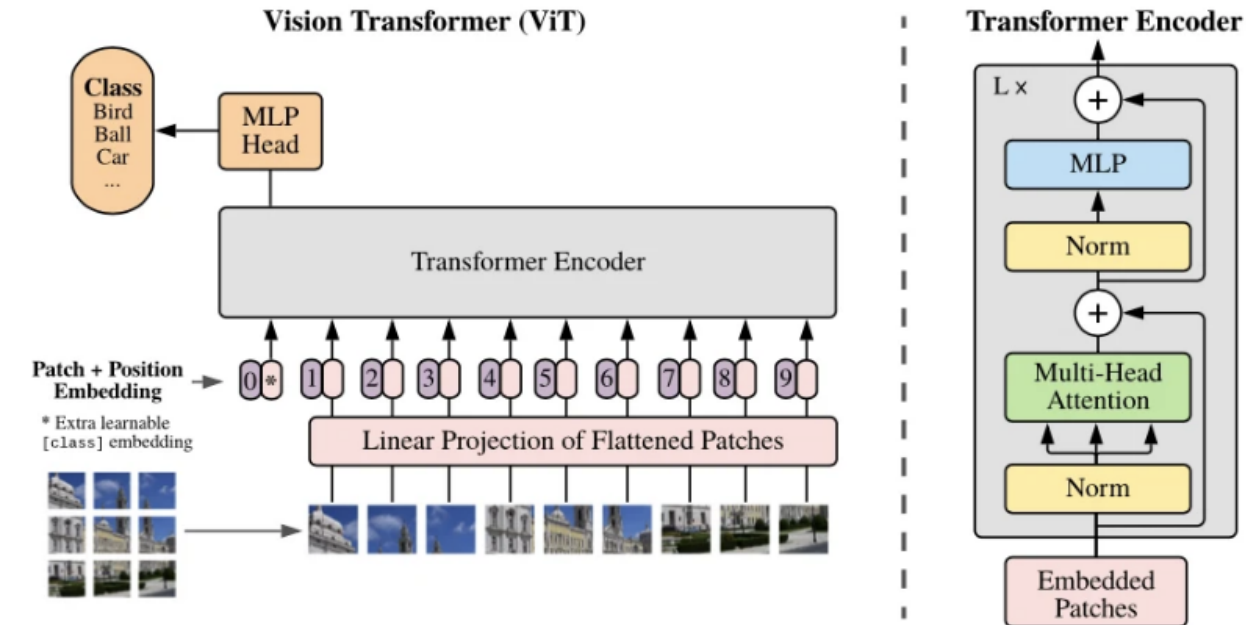 Vision Transformer (ViT)
Class
Bird
Ball
Car
...
MLP
Head
Transformer Encoder
Patch + Position
Embedding
0 * 1 2 3 4 5 6 7 8 9
* Extra learnable
[class] embedding
Linear Projection of Flattened Patches
Transformer Encoder
L ×
+
MLP
Norm
+
Multi-Head
Attention
Norm
Embedded
Patches